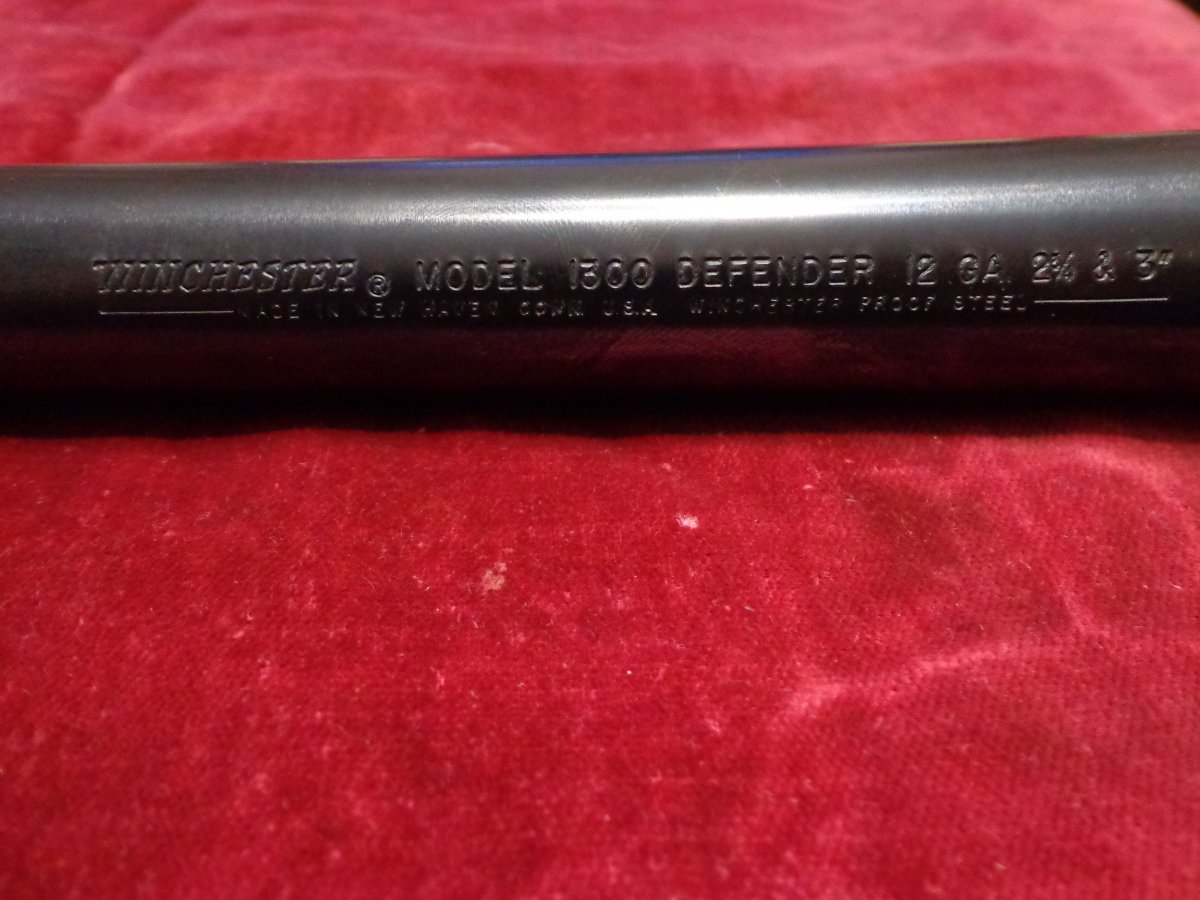 WINCHESTER® MODEL 1300 DEFENDER 12 GA. 2¾ & 3"
MADE IN NEW HAVEN CONN. U.S.A. WINCHESTER PROOF STEEL